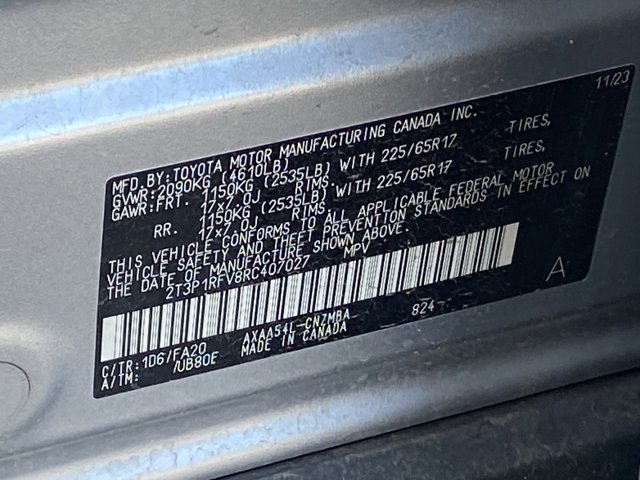 11/23
MFD. BY: TOYOTA MOTOR MANUFACTURING CANADA INC.
GVWR: 2090KG (4610LB)
GAWR: FRT. 1150KG (2535LB) WITH 225/65R17 TIRES,
17x7.0J RIMS.
RR. 1150KG (2535LB) WITH 225/65R17 TIRES,
17x7.0J RIMS.
THIS VEHICLE CONFORMS TO ALL APPLICABLE FEDERAL MOTOR
VEHICLE SAFETY AND THEFT PREVENTION STANDARDS IN EFFECT ON
THE DATE OF MANUFACTURE SHOWN ABOVE.
2T3P1RFV8RC407027 MPV
A
C/TR: 1D6/FA20 AXAA54L-CNZMBA 824
A/TM: /UB80E MADE IN CANADA